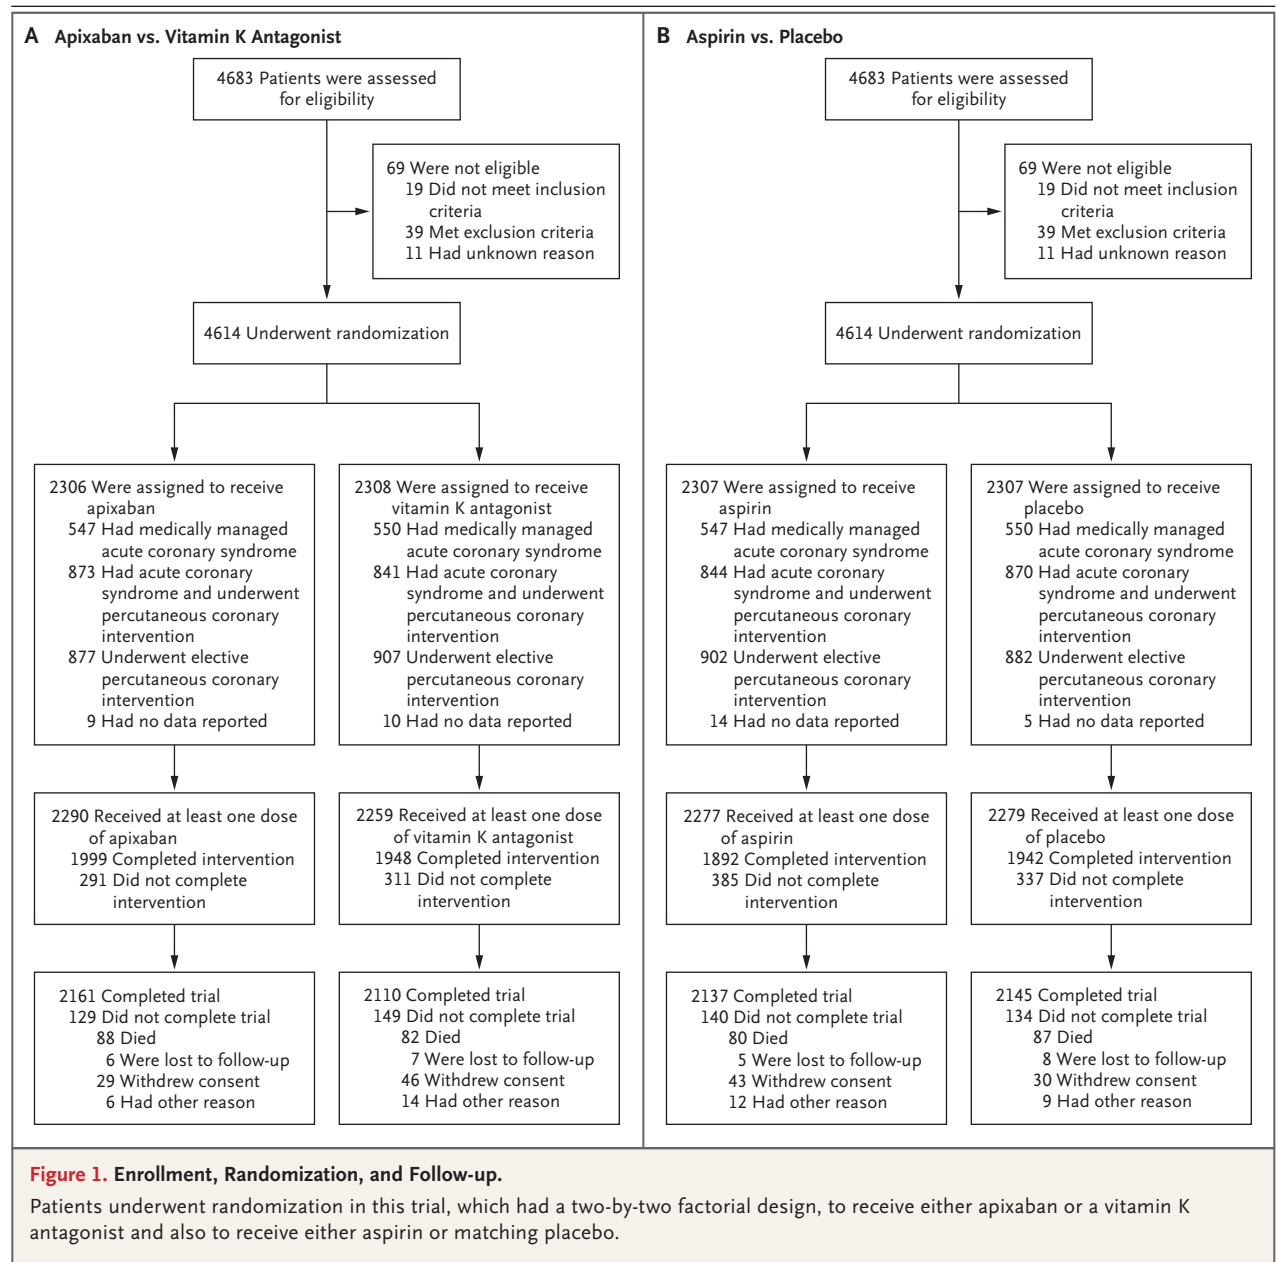 A Apixaban vs. Vitamin K Antagonist
4683 Patients were assessed
for eligibility
69 Were not eligible
19 Did not meet inclusion
criteria
39 Met exclusion criteria
11 Had unknown reason
4614 Underwent randomization
2306 Were assigned to receive
apixaban
547 Had medically managed
acute coronary syndrome
873 Had acute coronary
syndrome and underwent
percutaneous coronary
intervention
877 Underwent elective
percutaneous coronary
intervention
9 Had no data reported
2308 Were assigned to receive
vitamin K antagonist
550 Had medically managed
acute coronary syndrome
841 Had acute coronary
syndrome and underwent
percutaneous coronary
intervention
907 Underwent elective
percutaneous coronary
intervention
10 Had no data reported
2290 Received at least one dose
of apixaban
1999 Completed intervention
291 Did not complete
intervention
2259 Received at least one dose
of vitamin K antagonist
1948 Completed intervention
311 Did not complete
intervention
2161 Completed trial
129 Did not complete trial
88 Died
6 Were lost to follow-up
29 Withdrew consent
6 Had other reason
2110 Completed trial
149 Did not complete trial
82 Died
7 Were lost to follow-up
46 Withdrew consent
14 Had other reason
B Aspirin vs. Placebo
4683 Patients were assessed
for eligibility
69 Were not eligible
19 Did not meet inclusion
criteria
39 Met exclusion criteria
11 Had unknown reason
4614 Underwent randomization
2307 Were assigned to receive
aspirin
547 Had medically managed
acute coronary syndrome
844 Had acute coronary
syndrome and underwent
percutaneous coronary
intervention
902 Underwent elective
percutaneous coronary
intervention
14 Had no data reported
2307 Were assigned to receive
placebo
550 Had medically managed
acute coronary syndrome
870 Had acute coronary
syndrome and underwent
percutaneous coronary
intervention
882 Underwent elective
percutaneous coronary
intervention
5 Had no data reported
2277 Received at least one dose
of aspirin
1892 Completed intervention
385 Did not complete
intervention
2279 Received at least one dose
of placebo
1942 Completed intervention
337 Did not complete
intervention
2137 Completed trial
140 Did not complete trial
80 Died
5 Were lost to follow-up
43 Withdrew consent
12 Had other reason
2145 Completed trial
134 Did not complete trial
87 Died
8 Were lost to follow-up
30 Withdrew consent
9 Had other reason
Figure 1. Enrollment, Randomization, and Follow-up.
Patients underwent randomization in this trial, which had a two-by-two factorial design, to receive either apixaban or a vitamin K
antagonist and also to receive either aspirin or matching placebo.